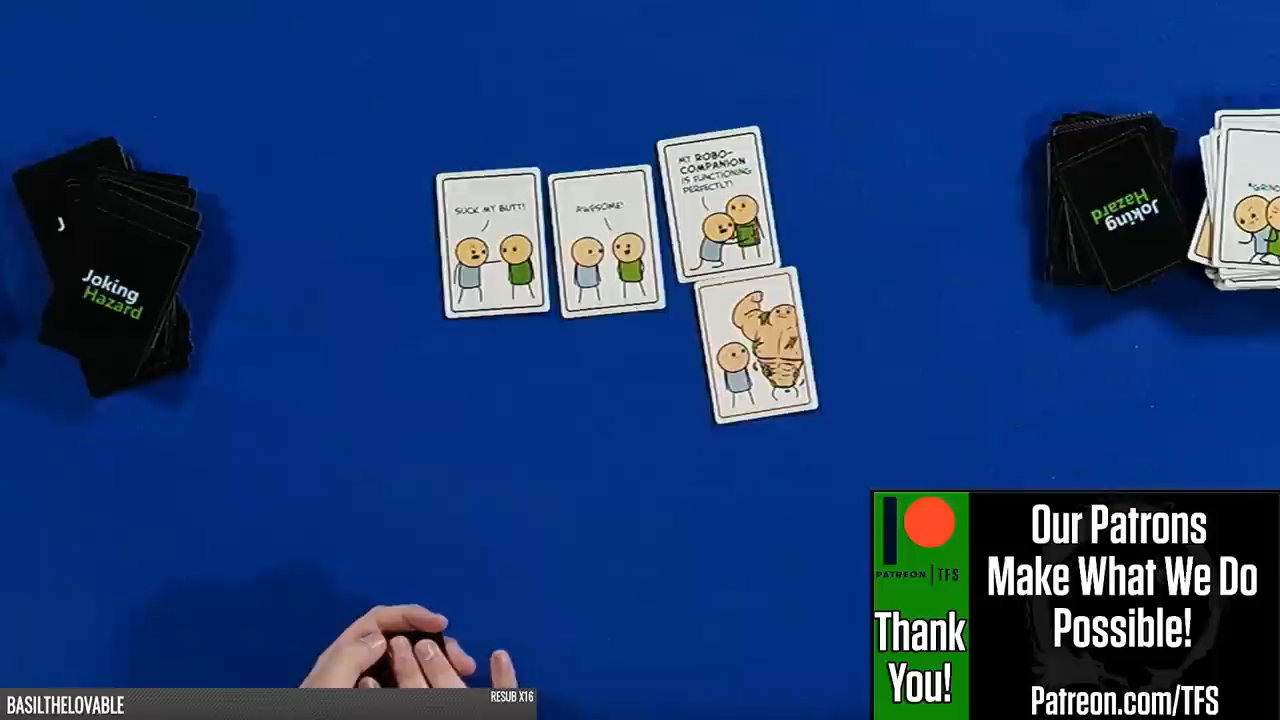 J
Joking
Hazard
SUCK MY BUTT!
AWESOME!
MY ROBO-
COMPANION
IS FUNCTIONING
PERFECTLY!
Joking
Hazard
*GRIND
PATREON | TFS
Thank
You!
Our Patrons
Make What We Do
Possible!
Patreon.com/TFS
BASILTHELOVABLE
RESUB X16